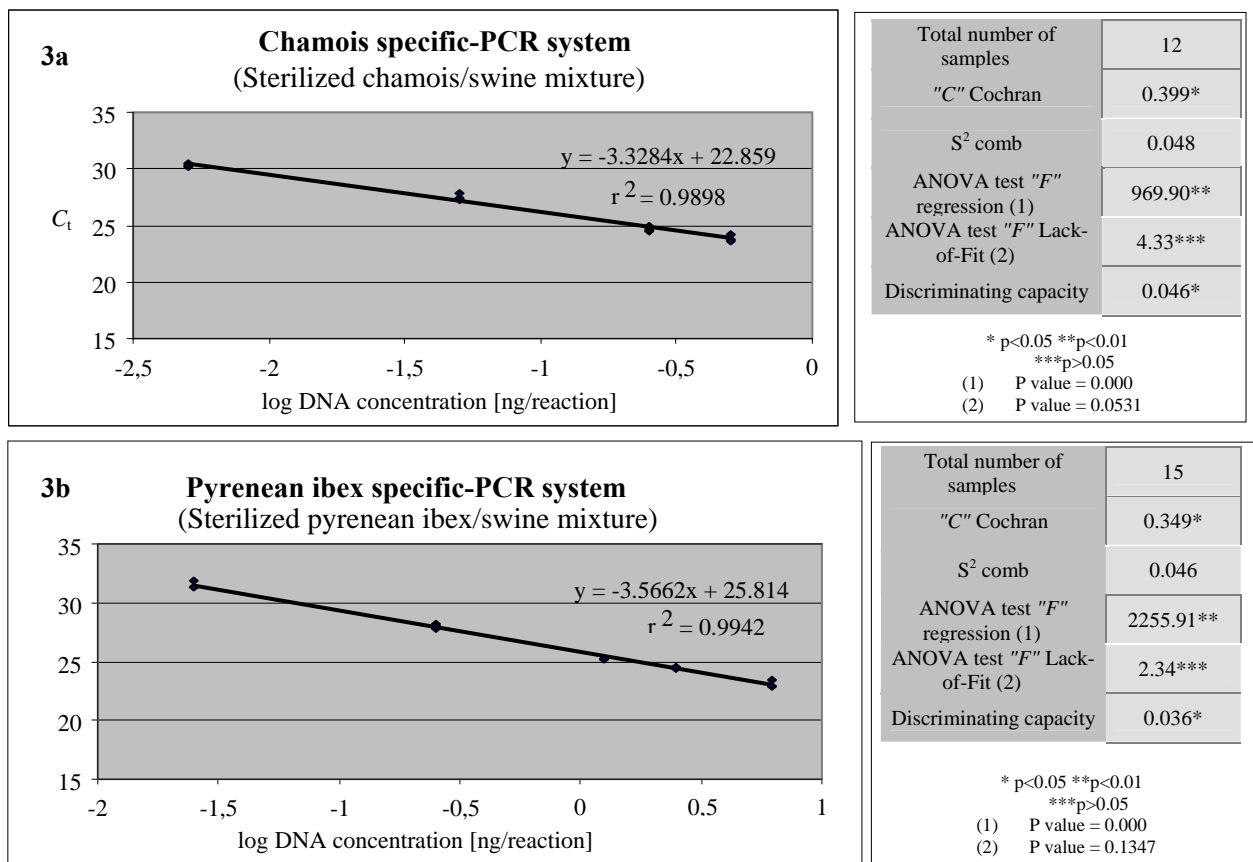 3a
Chamois specific-PCR system
(Sterilized chamois/swine mixture)
35
30
25
20
15
C_t
y = -3.3284x + 22.859
r ² = 0.9898
-2,5 -2 -1,5 -1 -0,5 0
log DNA concentration [ng/reaction]
Total number of
samples
12
"C" Cochran
0.399*
S² comb
0.048
ANOVA test "F"
regression (1)
969.90**
ANOVA test "F" Lack-
of-Fit (2)
4.33***
Discriminating capacity
0.046*
* p<0.05 **p<0.01
***p>0.05
(1) P value = 0.000
(2) P value = 0.0531
3b
Pyrenean ibex specific-PCR system
(Sterilized pyrenean ibex/swine mixture)
35
30
25
20
15
y = -3.5662x + 25.814
r ² = 0.9942
-2 -1,5 -1 -0,5 0 0,5 1
log DNA concentration [ng/reaction]
Total number of
samples
15
"C" Cochran
0.349*
S² comb
0.046
ANOVA test "F"
regression (1)
2255.91**
ANOVA test "F" Lack-
of-Fit (2)
2.34***
Discriminating capacity
0.036*
* p<0.05 **p<0.01
***p>0.05
(1) P value = 0.000
(2) P value = 0.1347